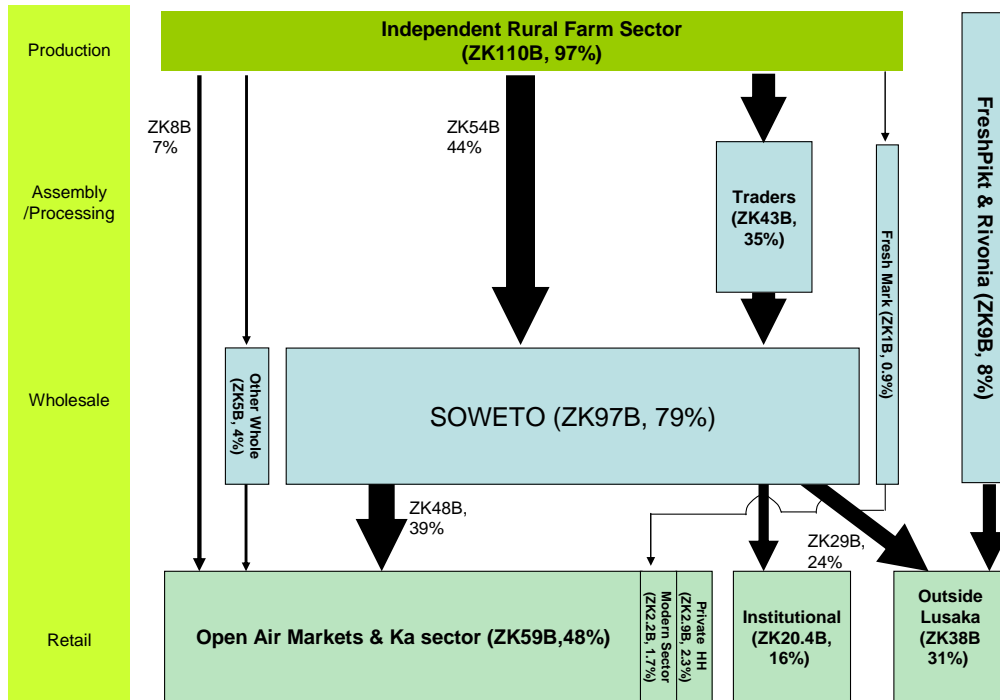 Production
Independent Rural Farm Sector
(ZK110B, 97%)
FreshPikt & Rivonia (ZK9B, 8%)
ZK8B
7%
ZK54B
44%
Assembly
/Processing
Traders
(ZK43B,
35%)
Fresh Mark (ZK1B, 0.9%)
Wholesale
Other Whole
(ZK5B, 4%)
SOWETO (ZK97B, 79%)
ZK48B,
39%
ZK29B,
24%
Retail
Open Air Markets & Ka sector (ZK59B,48%)
Modern Sector
(ZK2.2B, 1.7%)
Private HH
(ZK2.9B, 2.3%)
Institutional
(ZK20.4B,
16%)
Outside
Lusaka
(ZK38B
31%)